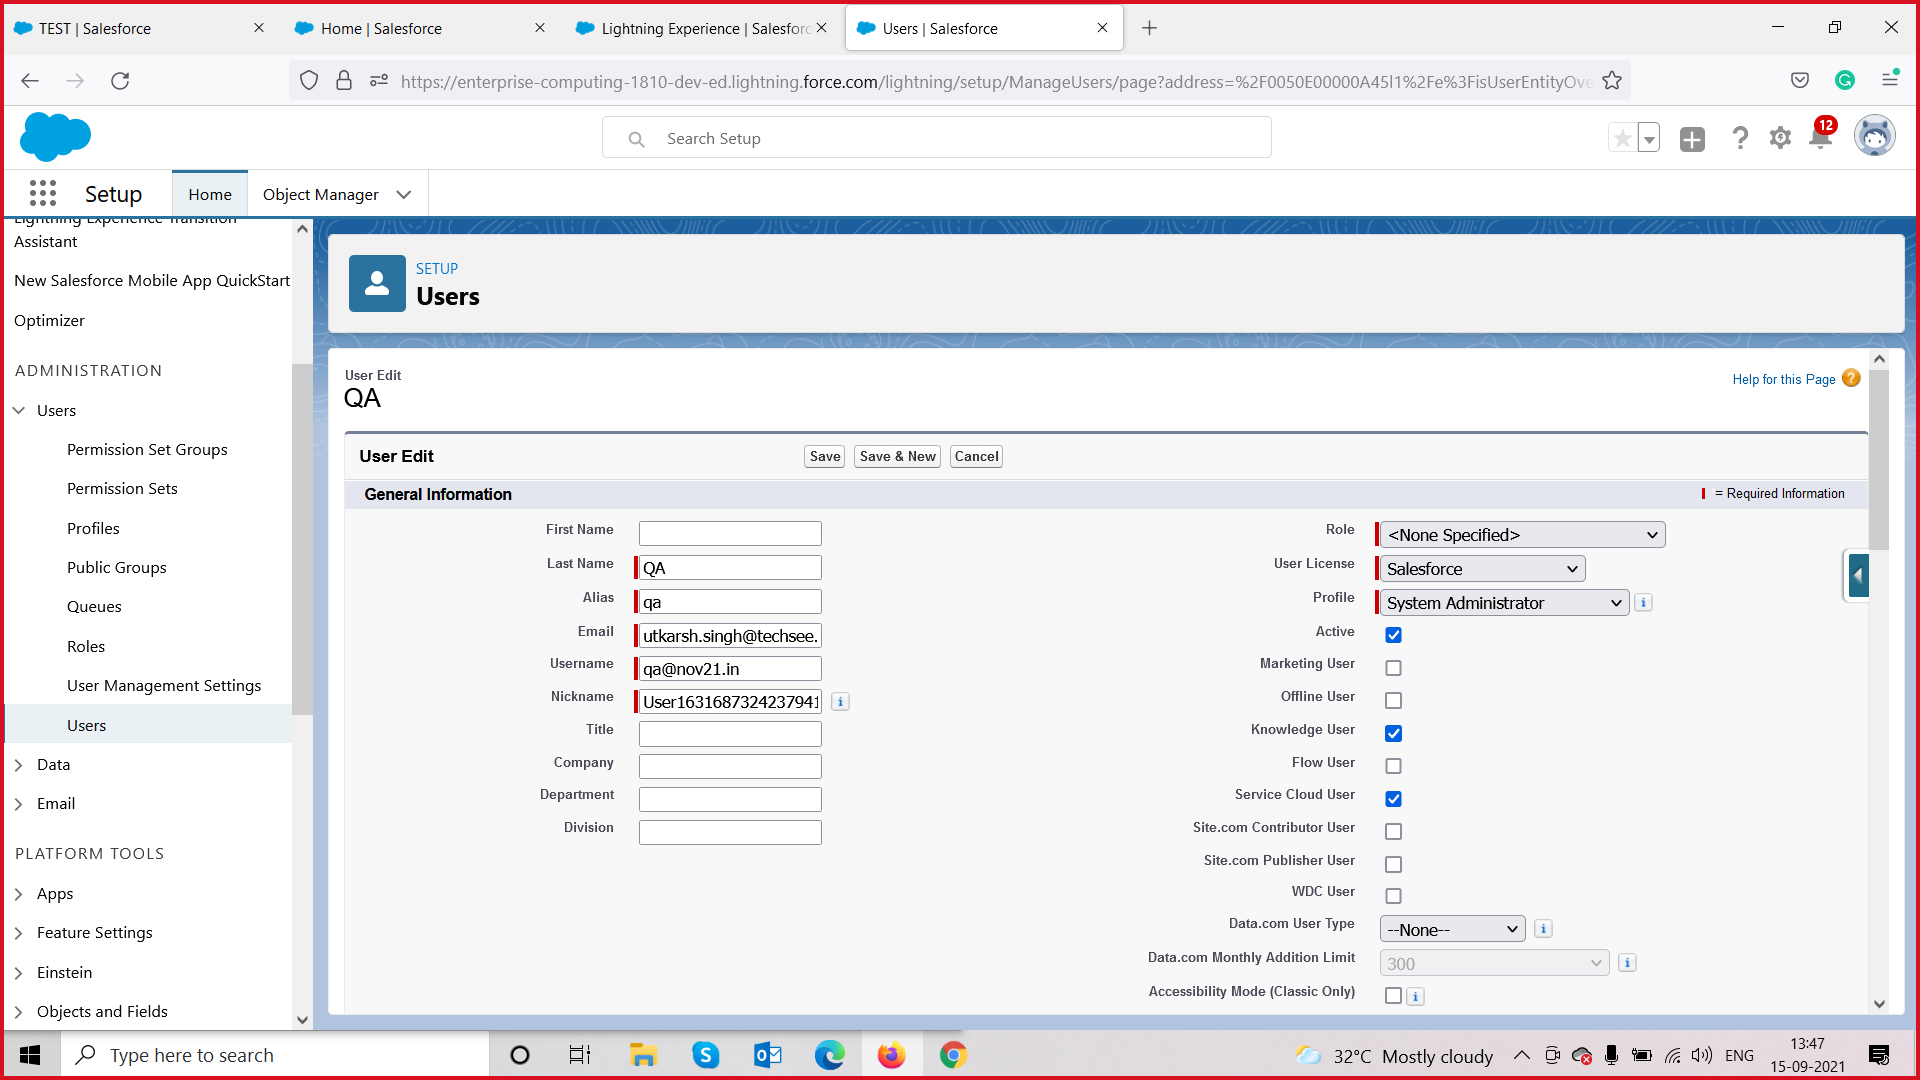 TEST | Salesforce
Home | Salesforce
Lightning Experience | Salesforc
Users | Salesforce
https://enterprise-computing-1810-dev-ed.lightning.force.com/lightning/setup/ManageUsers/page?address=%2F0050E00000A45l1%2Fe%3FisUserEntityOve
Search Setup
12
Setup
Home
Object Manager
Lightning Experience Transition
Assistant
New Salesforce Mobile App QuickStart
Optimizer
ADMINISTRATION
Users
Permission Set Groups
Permission Sets
Profiles
Public Groups
Queues
Roles
User Management Settings
Users
Data
Email
PLATFORM TOOLS
Apps
Feature Settings
Einstein
Objects and Fields
SETUP
Users
User Edit
QA
Help for this Page
User Edit
Save
Save & New
Cancel
General Information
= Required Information
First Name
Last Name QA
Alias qa
Email utkarsh.singh@techsee.
Username qa@nov21.in
Nickname User1631687324237941
Title
Company
Department
Division
Role <None Specified>
User License Salesforce
Profile System Administrator
Active
Marketing User
Offline User
Knowledge User
Flow User
Service Cloud User
Site.com Contributor User
Site.com Publisher User
WDC User
Data.com User Type --None--
Data.com Monthly Addition Limit 300
Accessibility Mode (Classic Only)
Type here to search
32°C Mostly cloudy
ENG
13:47
15-09-2021